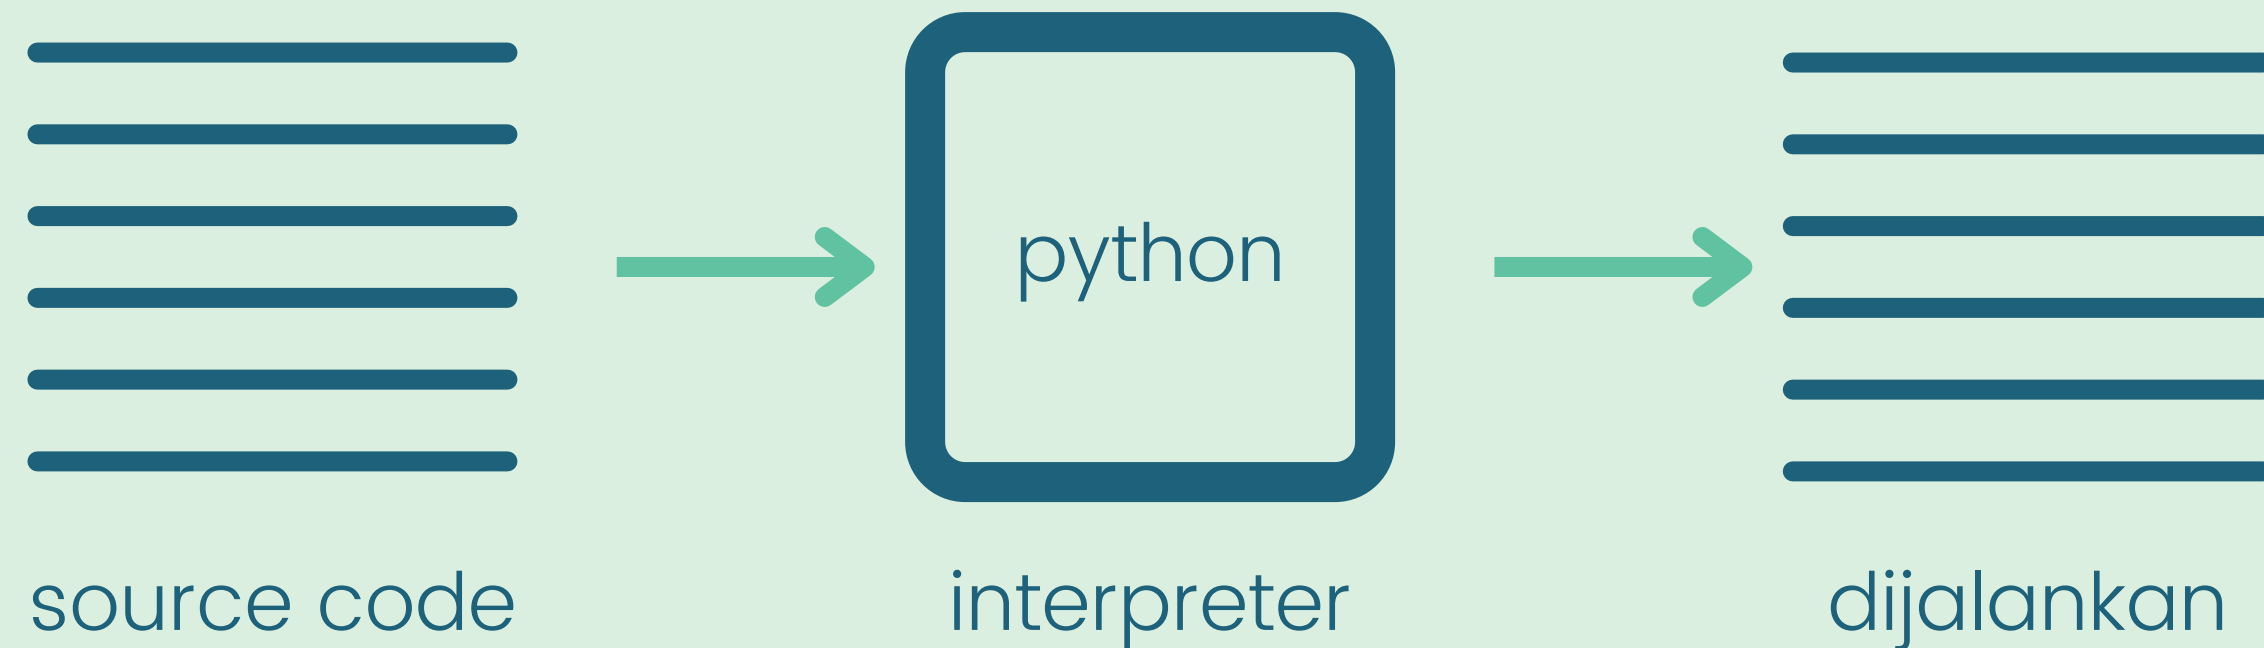 python
source code
interpreter
dijalankan